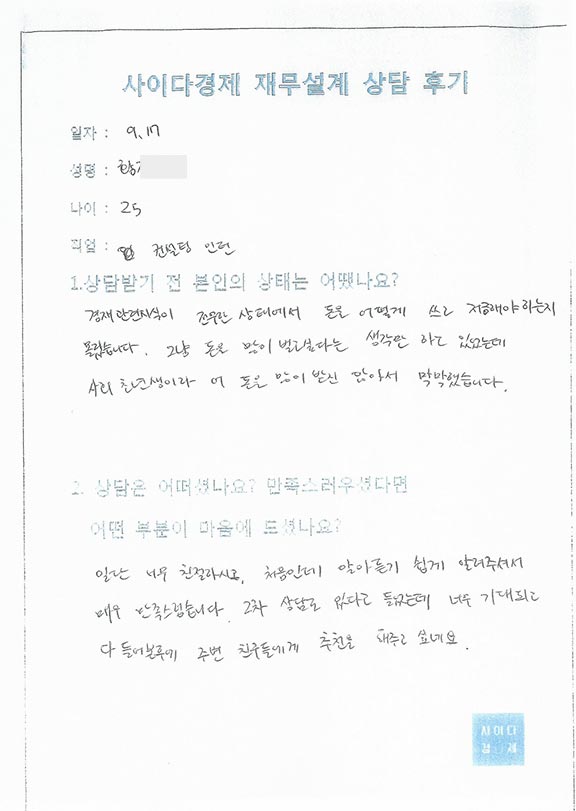 사이다경제 재무설계 상담 후기
일자 : 9.17
성명 : 황
나이 : 25
직업 : 컨설팅 인턴
1.상담받기 전 본인의 상태는 어땠나요?
경제관련지식이 전무한 상태에서 돈을 어떻게 쓰고 저금해야하는지
몰랐습니다. 그냥 돈을 많이 벌고싶다는 생각만 하고 있었는데
사회초년생이라 돈을 많이 받진 않아서 막막했습니다.
2. 상담은 어떠셨나요? 만족스러우셨다면
어떤 부분이 마음에 드셨나요?
일단 너무 친절하시고, 처음인데 알아듣기 쉽게 알려주셔서
매우 만족스럽습니다. 2차 상담도 있다고 들었는데 너무 기대되고
다 들어본후에 주변 친구들에게 추천을 해주고 싶네요.
사이다
경제